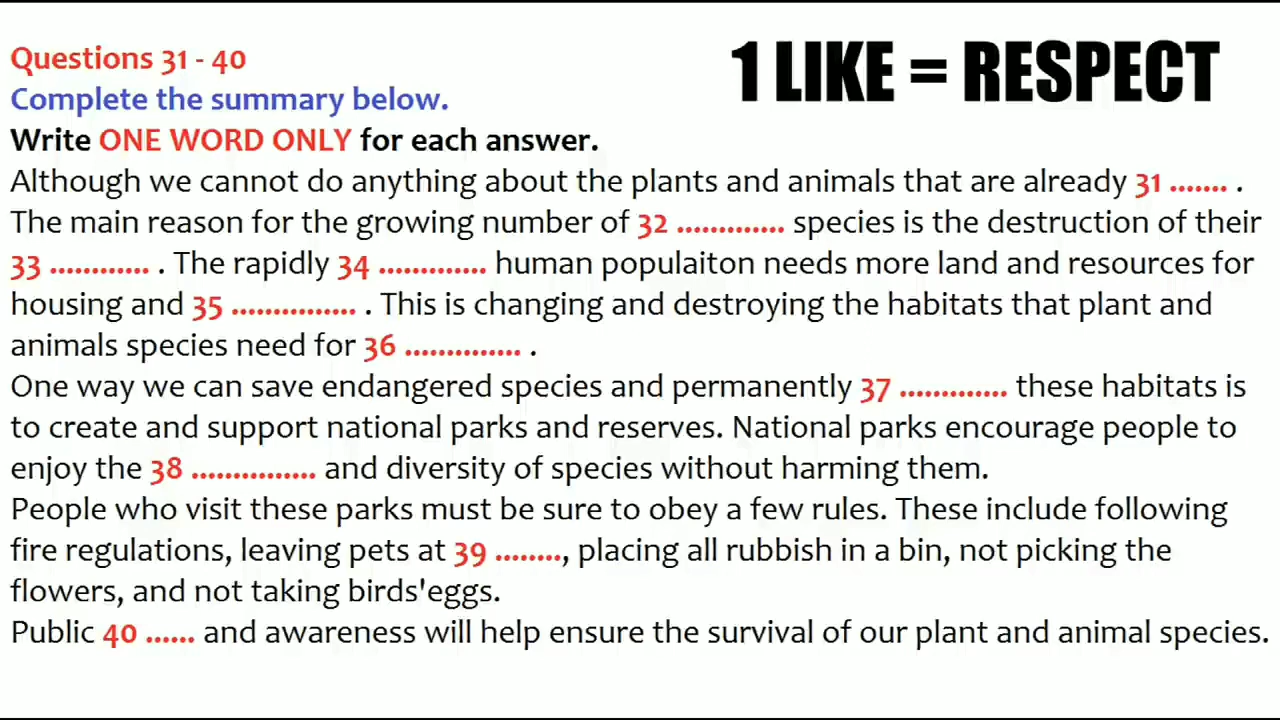 1 LIKE = RESPECT
Questions 31 - 40
Complete the summary below.
Write ONE WORD ONLY for each answer.
Although we cannot do anything about the plants and animals that are already 31 ....... .
The main reason for the growing number of 32 ............. species is the destruction of their
33 ............ . The rapidly 34 ............. human populaiton needs more land and resources for
housing and 35 ............... . This is changing and destroying the habitats that plant and
animals species need for 36 .............. .
One way we can save endangered species and permanently 37 ............. these habitats is
to create and support national parks and reserves. National parks encourage people to
enjoy the 38 ............... and diversity of species without harming them.
People who visit these parks must be sure to obey a few rules. These include following
fire regulations, leaving pets at 39 ........, placing all rubbish in a bin, not picking the
flowers, and not taking birds'eggs.
Public 40 ...... and awareness will help ensure the survival of our plant and animal species.